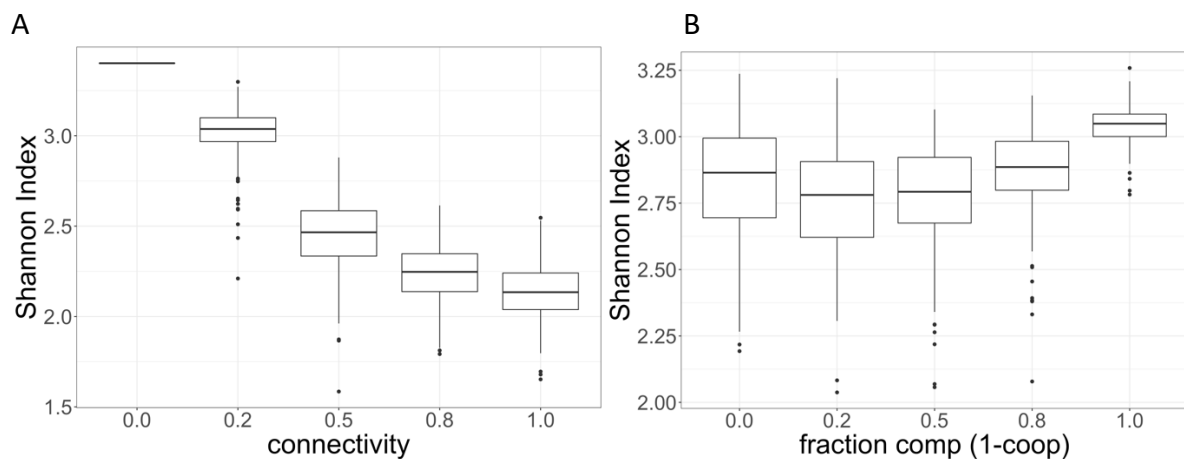 A
B
Shannon Index
3.0
2.5
2.0
1.5
0.0 0.2 0.5 0.8 1.0
connectivity
Shannon Index
3.25
3.00
2.75
2.50
2.25
2.00
0.0 0.2 0.5 0.8 1.0
fraction comp (1-coop)